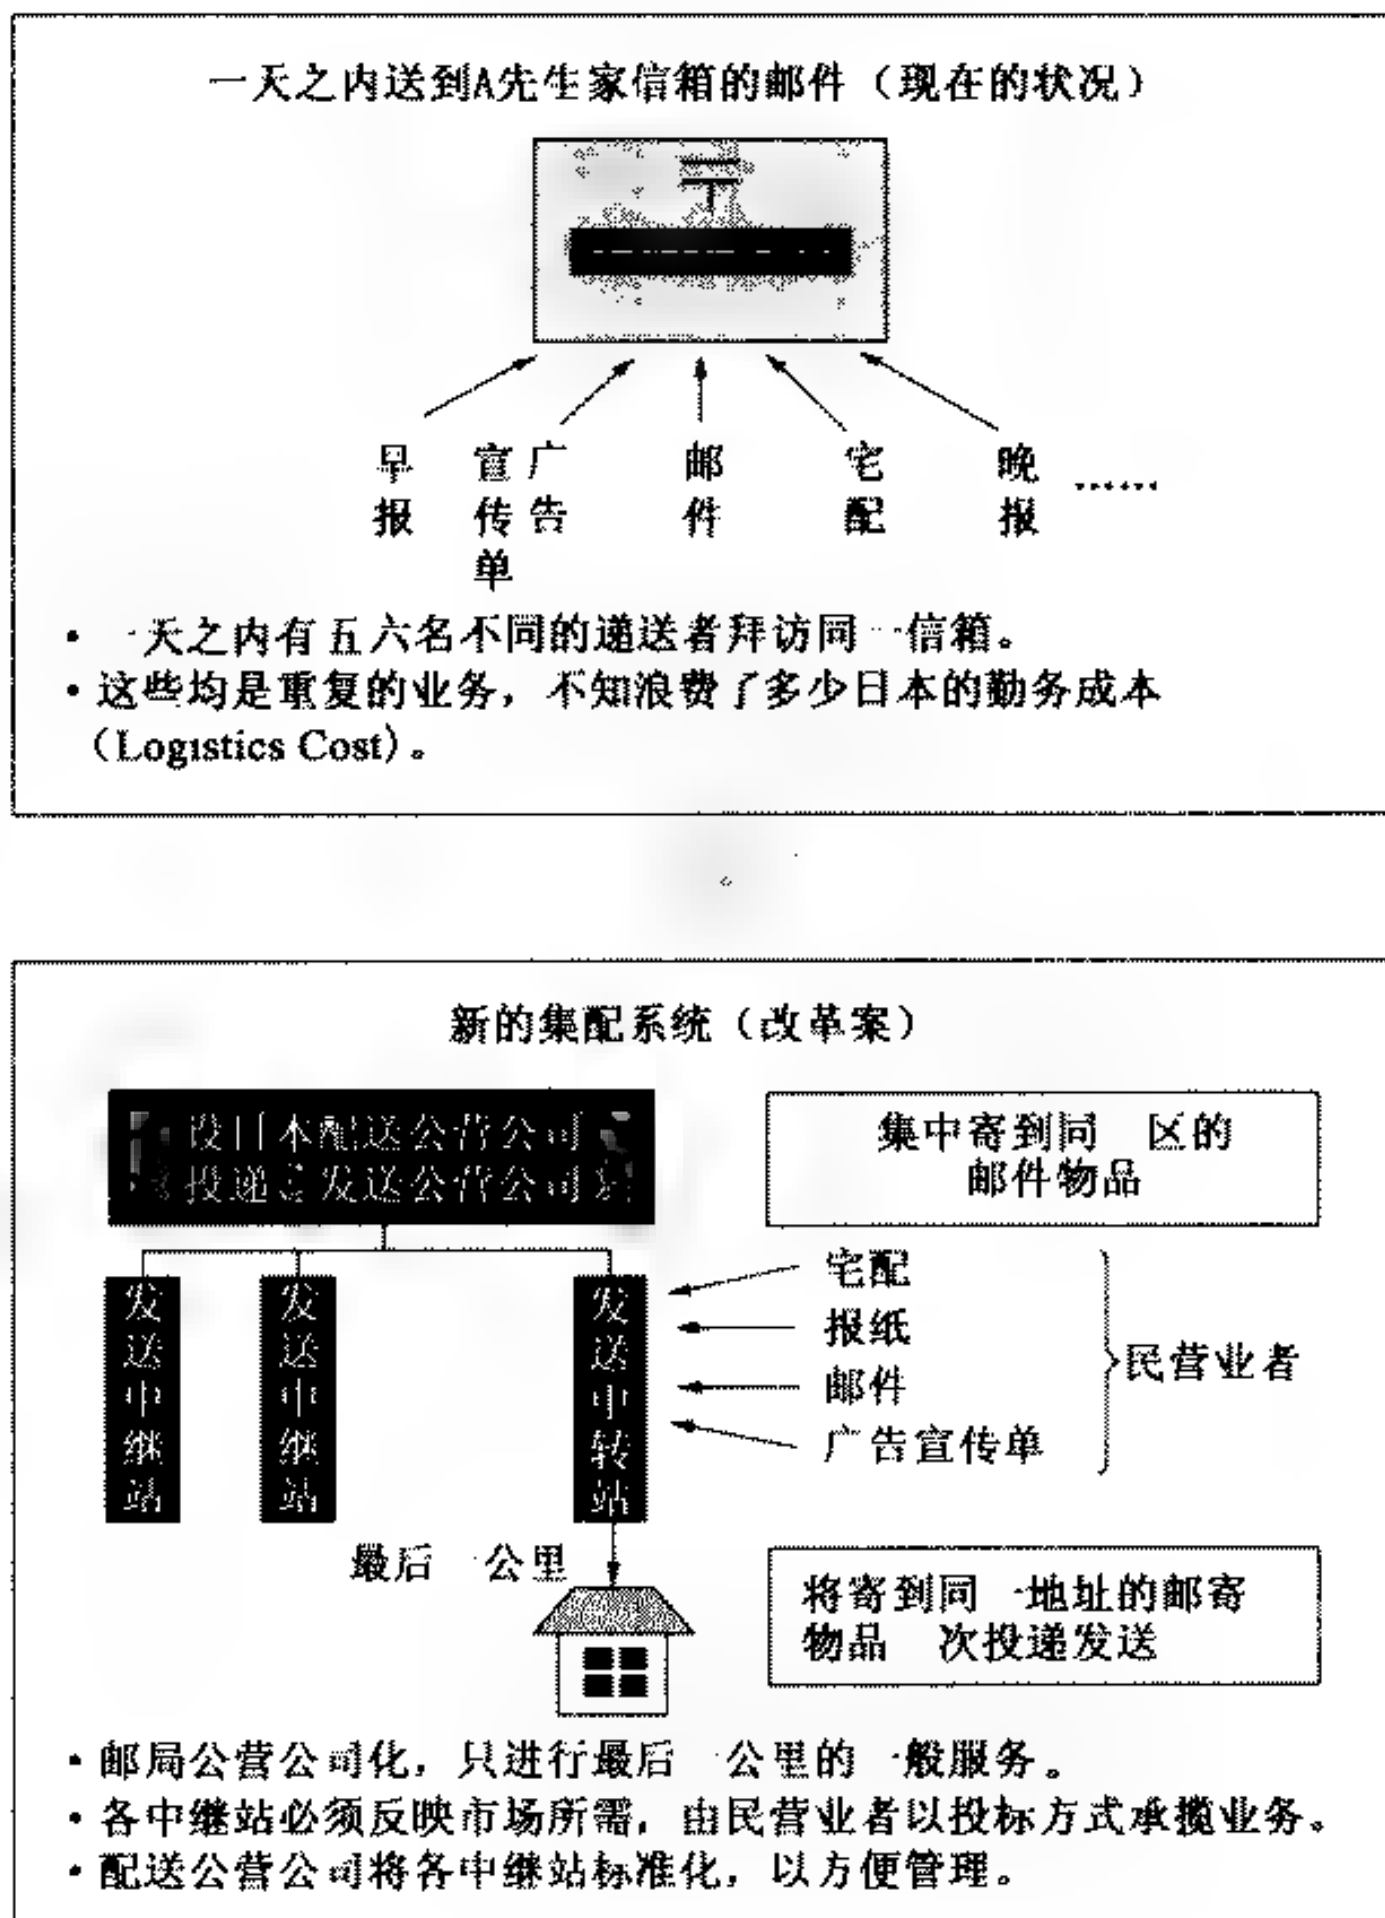 一天之内送到A先生家信箱的邮件（现在的状况）
早报
宣传单
广告
邮件
宅配
晚报
……
• 一天之内有五六名不同的递送者拜访同一信箱。
• 这些均是重复的业务，不知浪费了多少日本的勤务成本
（Logistics Cost）。
新的集配系统（改革案）
设日本配送公营公司
投递 发送公营公司
集中寄到同 区的
邮件物品
发送中继站
发送中继站
发送中转站
宅配
报纸
邮件
广告宣传单
民营业者
最后 公里
将寄到同一地址的邮寄
物品 次投递发送
• 邮局公营公司化，只进行最后一公里的一般服务。
• 各中继站必须反映市场所需，由民营业者以投标方式承揽业务。
• 配送公营公司将各中继站标准化，以方便管理。